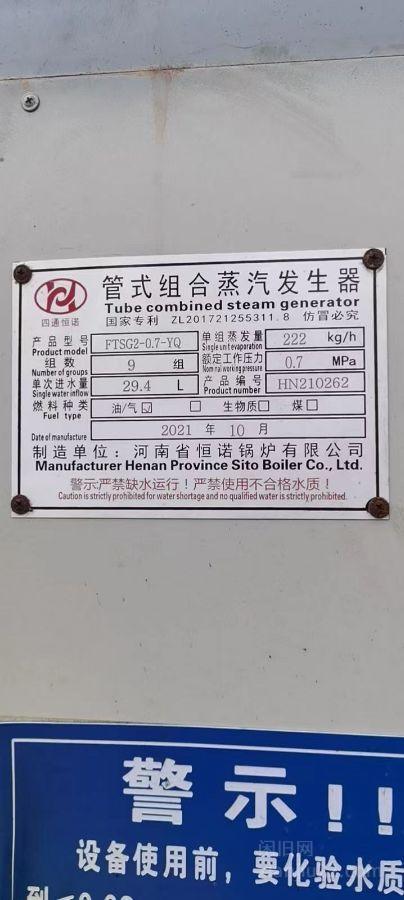 管式组合蒸汽发生器
Tube combined steam generator
国家专利 ZL201721255311.8 仿冒必究
四通恒诺
产品型号 FTSG2-0.7-YQ 单组蒸发量 222 kg/h
Product model Single unit evaporation
组数 9 组 额定工作压力 0.7 MPa
Number of groups Nominal working pressure
单次进水量 29.4 L 产品编号 HN210262
Single water inflow Product number
燃料种类 油/气☑ □ 生物质□ 煤□
Fuel type
Date of manufacture 2021 年 10 月
制造单位：河南省恒诺锅炉有限公司
Manufacturer Henan Province Sito Boiler Co., Ltd.
警示:严禁缺水运行！严禁使用不合格水质！
Caution is strictly prohibited for water shortage and no qualified water is strictly prohibited!
警示!!
设备使用前，要化验水质
闲旧网